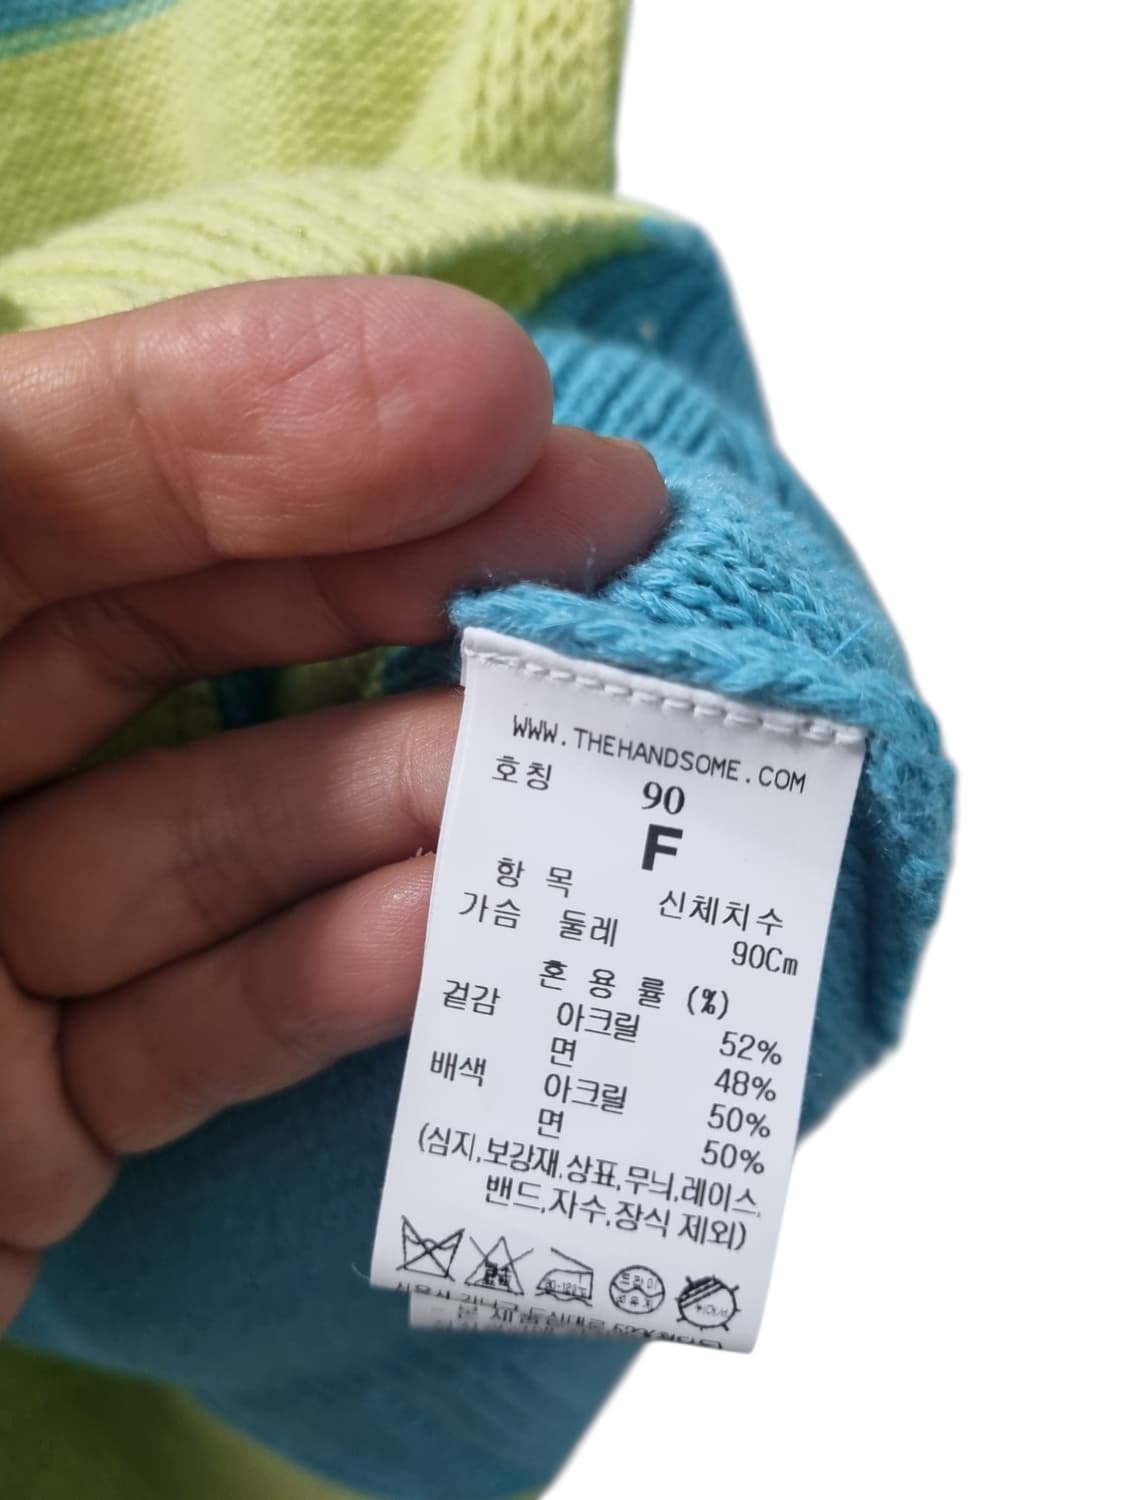 WWW.THEHANDSOME.COM
호칭 90
F
항 목 신체치수
가슴 둘레 90Cm
혼 용 률 (%)
겉감 아크릴 52%
면 48%
배색 아크릴 50%
면 50%
(심지,보강재,상표,무늬,레이스,
밴드,자수,장식 제외)